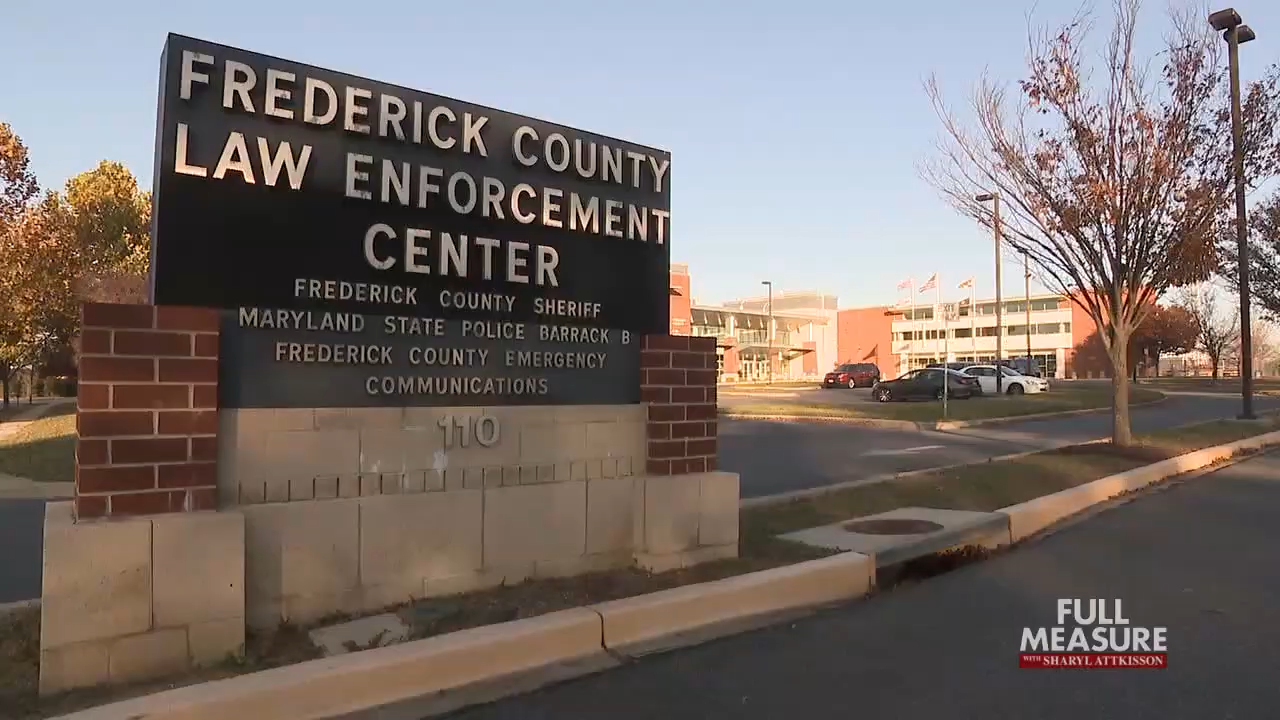 FREDERICK COUNTY
LAW ENFORCEMENT
CENTER
FREDERICK COUNTY SHERIFF
MARYLAND STATE POLICE BARRACK B
FREDERICK COUNTY EMERGENCY
COMMUNICATIONS
110
FULL
MEASURE
WITH SHARYL ATTKISSON